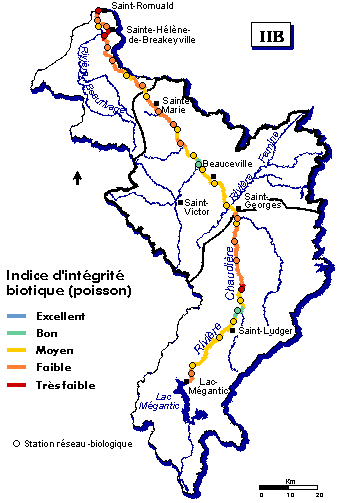 Saint-Romuald
IIB
Sainte-Hélène-
de-Breakeyville
Rivière
Beaurivage
Sainte-
Marie
Beauceville
Rivière Famine
Saint-
Victor
Saint-
Georges
Indice d'intégrité
biotique (poisson)
Excellent
Bon
Moyen
Faible
Très faible
Rivière Chaudière
Saint-Ludger
Lac-
Mégantic
Lac
Mégantic
Station réseau-biologique
Km
0 10 20